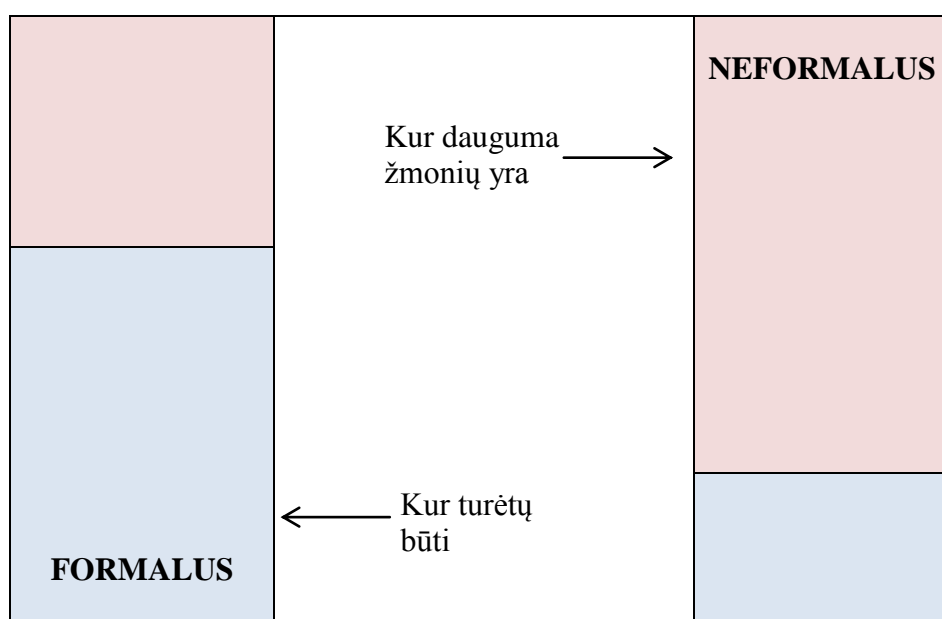 NEFORMALUS
Kur dauguma
žmonių yra
Kur turėtų
būti
FORMALUS